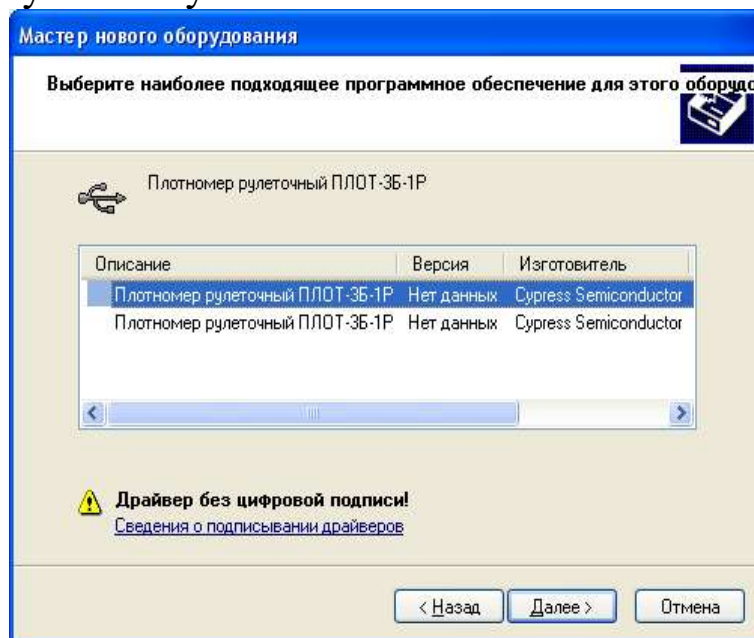 Мастер нового оборудования
Выберите наиболее подходящее программное обеспечение для этого оборудо
Плотномер рулеточный ПЛОТ-3Б-1Р
Описание Версия Изготовитель
Плотномер рулеточный ПЛОТ-3Б-1Р Нет данных Cypress Semiconductor
Плотномер рулеточный ПЛОТ-3Б-1Р Нет данных Cypress Semiconductor
Драйвер без цифровой подписи!
Сведения о подписывании драйверов
< Назад Далее > Отмена